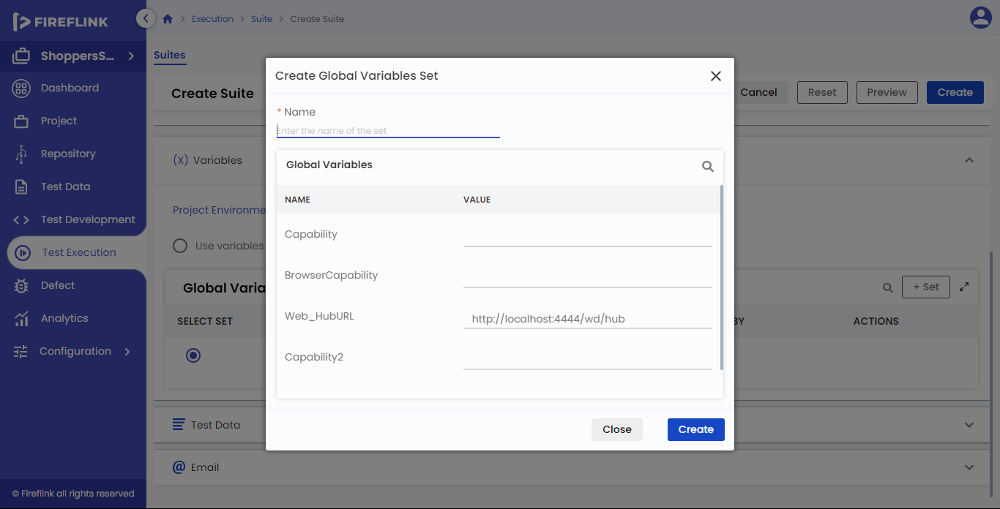 FIREFLINK
ShoppersS...
Dashboard
Project
Repository
Test Data
Test Development
Test Execution
Defect
Analytics
Configuration
© Fireflink all rights reserved
Execution
Suite
Create Suite
Suites
Create Suite
Cancel
Reset
Preview
Create
(X) Variables
Project Environme
Use variables
Global Varia
+ Set
SELECT SET
BY
ACTIONS
Test Data
@ Email
Create Global Variables Set
* Name
Enter the name of the set
Global Variables
NAME VALUE
Capability
BrowserCapability
Web_HubURL http://localhost:4444/wd/hub
Capability2
Close
Create